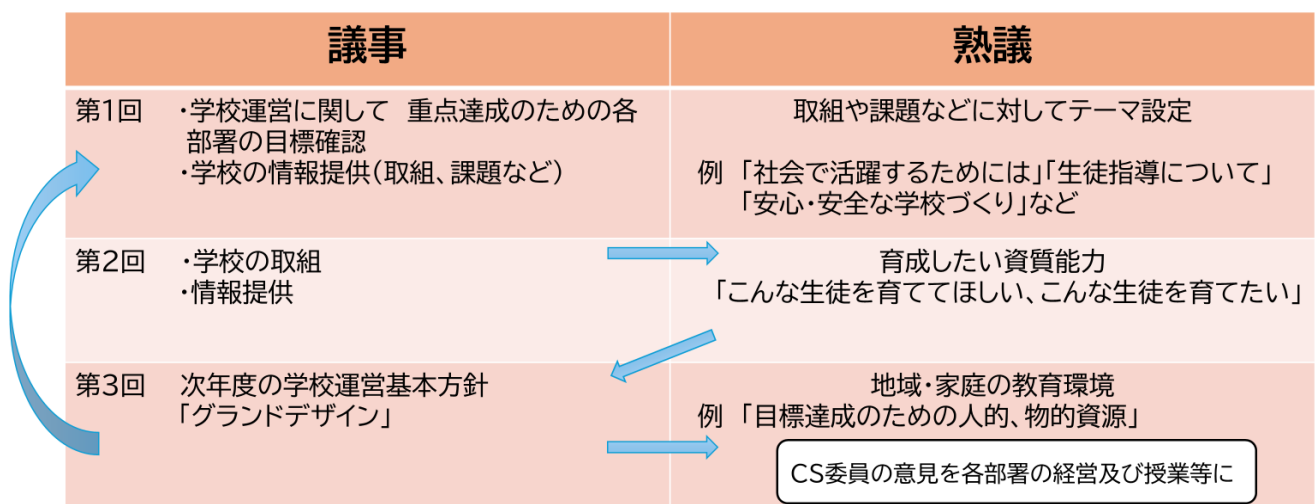 議事
熟議
第1回 ・学校運営に関して 重点達成のための各
部署の目標確認
・学校の情報提供(取組、課題など)
取組や課題などに対してテーマ設定
例 「社会で活躍するためには」「生徒指導について」
「安心・安全な学校づくり」など
第2回 ・学校の取組
・情報提供
育成したい資質能力
「こんな生徒を育ててほしい、こんな生徒を育てたい」
第3回 次年度の学校運営基本方針
「グランドデザイン」
地域・家庭の教育環境
例 「目標達成のための人的、物的資源」
CS委員の意見を各部署の経営及び授業等に